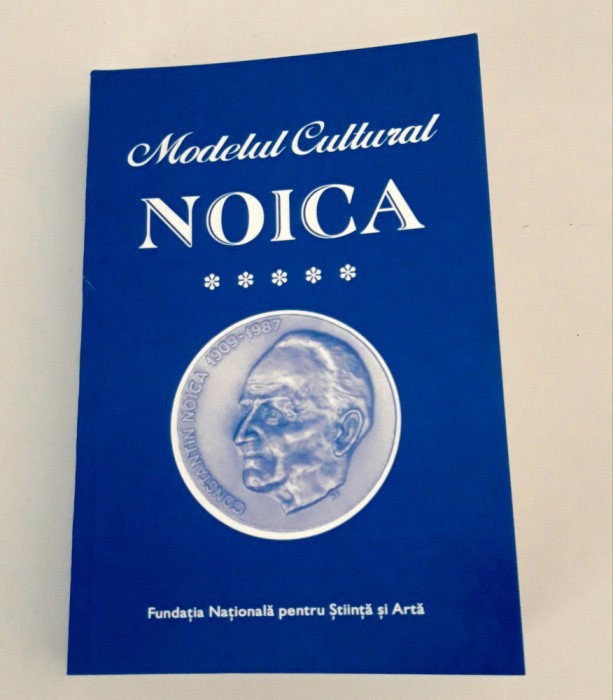 Modelul Cultural
NOICA
*****
CONSTANTIN NOICA 1909-1987
Fundația Națională pentru Știință și Artă